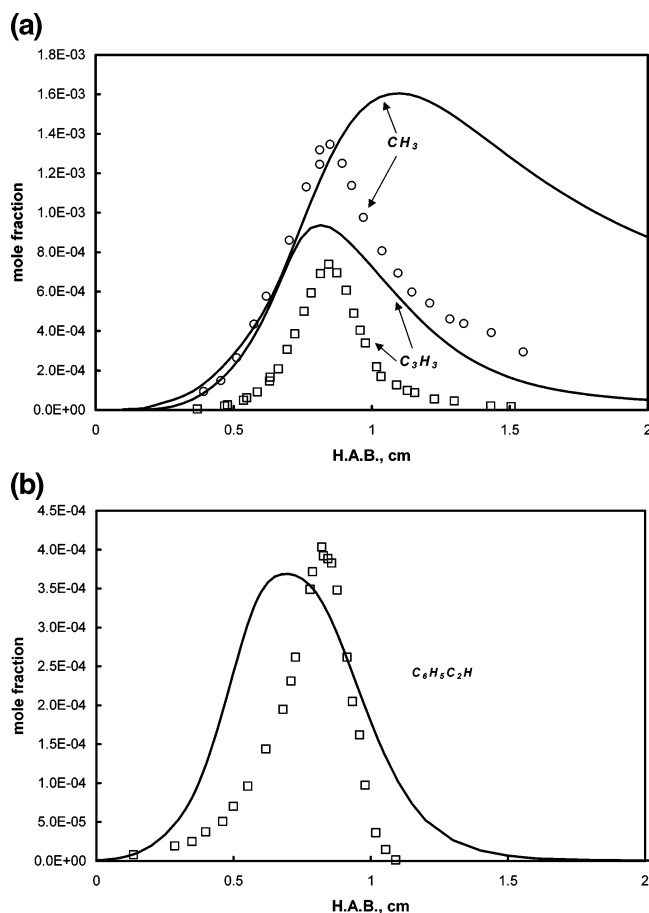 (a)
1.8E-03
1.6E-03
1.4E-03
1.2E-03
1.0E-03
8.0E-04
6.0E-04
4.0E-04
2.0E-04
0.0E+00
mole fraction
CH3
C3H3
0 0.5 1 1.5 2
H.A.B., cm
(b)
4.5E-04
4.0E-04
3.5E-04
3.0E-04
2.5E-04
2.0E-04
1.5E-04
1.0E-04
5.0E-05
0.0E+00
mole fraction
C6H5C2H
0 0.5 1 1.5 2
H.A.B., cm